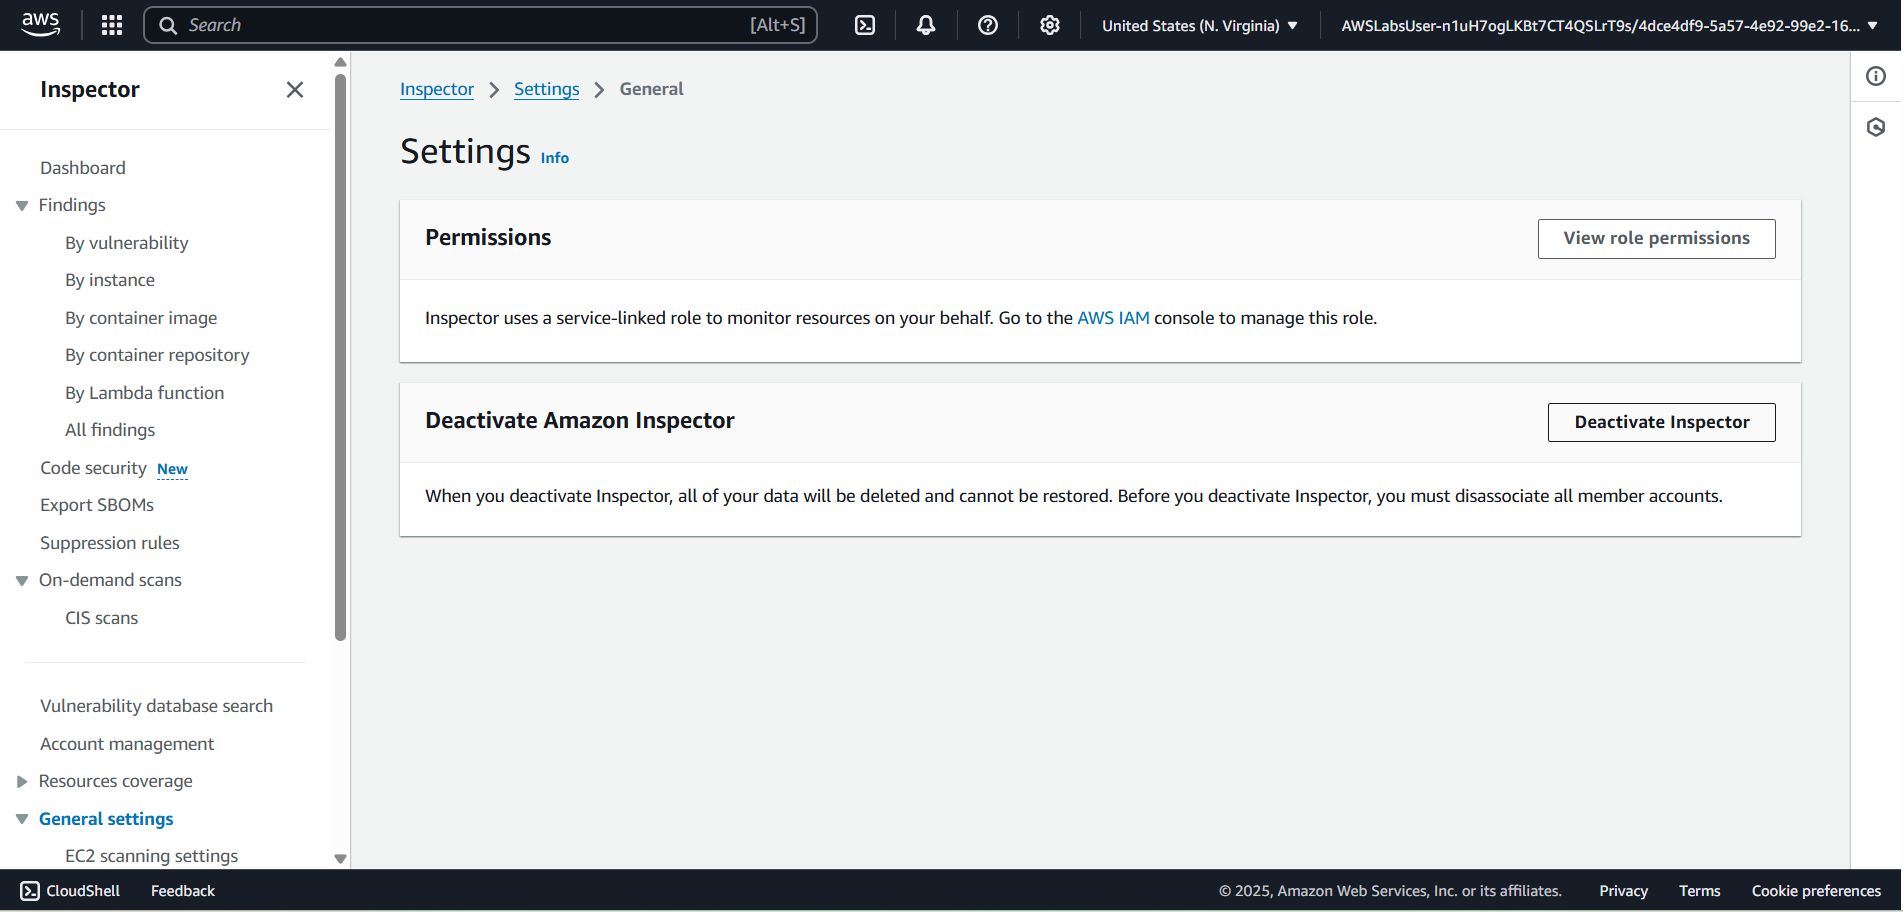 aws
Search [Alt+S]
United States (N. Virginia)
AWSLabsUser-n1uH7ogLKBt7CT4QSLrT9s/4dce4df9-5a57-4e92-99e2-16...
Inspector
Dashboard
Findings
By vulnerability
By instance
By container image
By container repository
By Lambda function
All findings
Code security New
Export SBOMs
Suppression rules
On-demand scans
CIS scans
Vulnerability database search
Account management
Resources coverage
General settings
EC2 scanning settings
Inspector > Settings > General
Settings Info
Permissions
View role permissions
Inspector uses a service-linked role to monitor resources on your behalf. Go to the AWS IAM console to manage this role.
Deactivate Amazon Inspector
Deactivate Inspector
When you deactivate Inspector, all of your data will be deleted and cannot be restored. Before you deactivate Inspector, you must disassociate all member accounts.
CloudShell
Feedback
© 2025, Amazon Web Services, Inc. or its affiliates.
Privacy
Terms
Cookie preferences